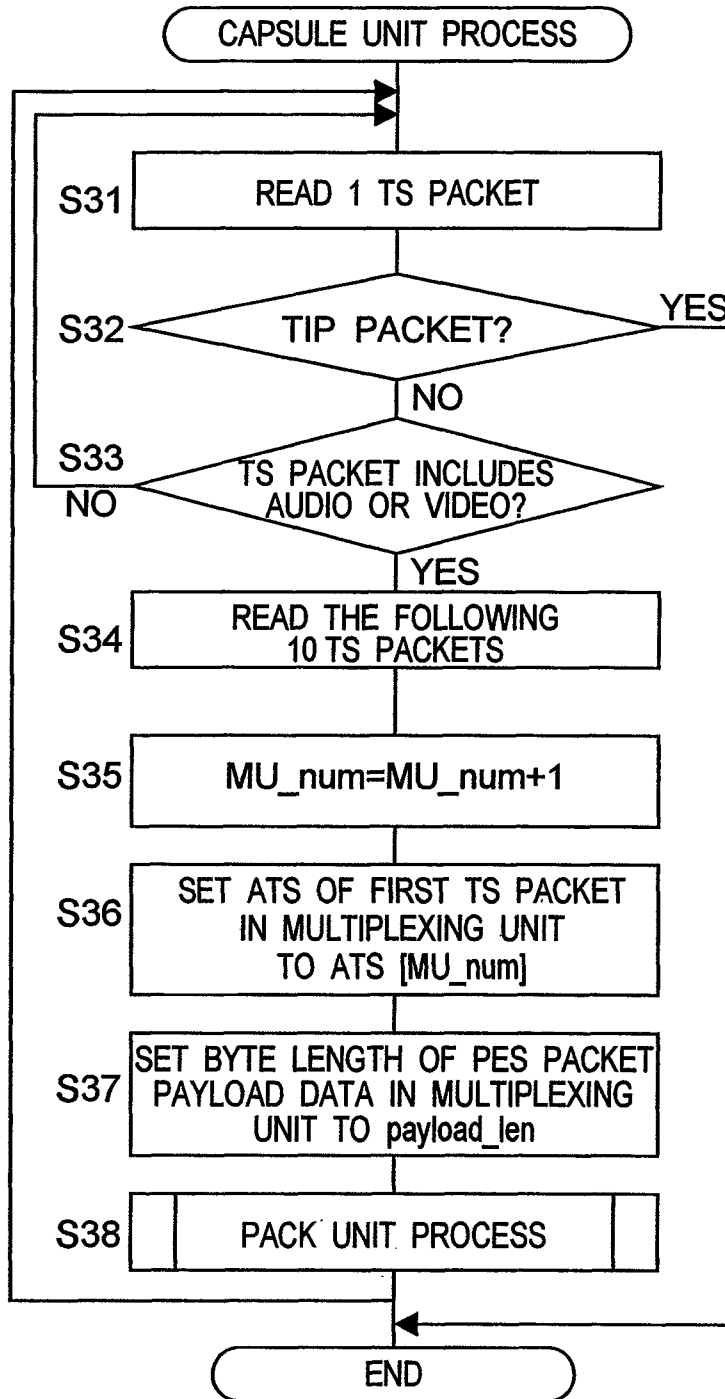 CAPSULE UNIT PROCESS
S31
READ 1 TS PACKET
S32
TIP PACKET?
YES
NO
S33
NO
TS PACKET INCLUDES
AUDIO OR VIDEO?
YES
S34
READ THE FOLLOWING
10 TS PACKETS
S35
MU_num=MU_num+1
S36
SET ATS OF FIRST TS PACKET
IN MULTIPLEXING UNIT
TO ATS [MU_num]
S37
SET BYTE LENGTH OF PES PACKET
PAYLOAD DATA IN MULTIPLEXING
UNIT TO payload_len
S38
PACK UNIT PROCESS
END